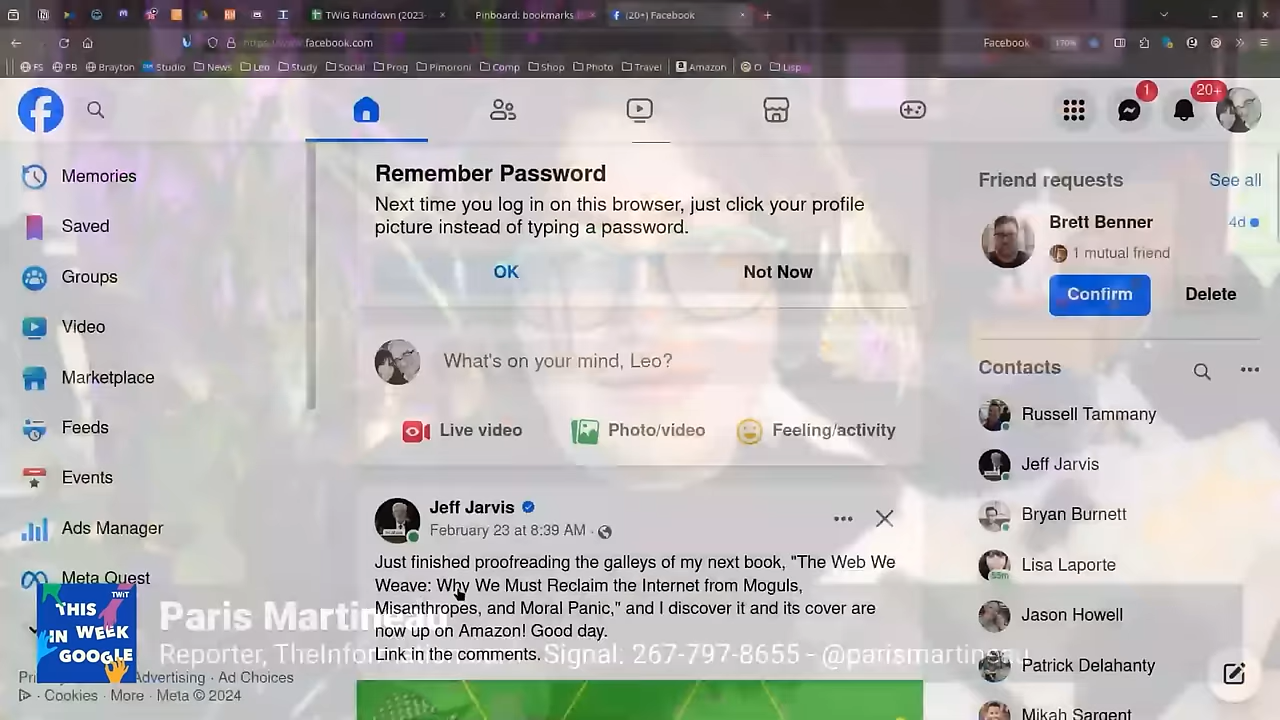 TWiG Rundown (2023-
Pinboard: bookmarks
(20+) Facebook
facebook.com
Facebook
170%
FS
PB
Brayton
Studio
News
Leo
Study
Social
Prog
Pimoroni
Comp
Shop
Photo
Travel
Amazon
O
Lisp
1
20+
Memories
Saved
Groups
Video
Marketplace
Feeds
Events
Ads Manager
Meta Quest
Advertising · Ad Choices
Cookies · More · Meta © 2024
Remember Password
Next time you log in on this browser, just click your profile
picture instead of typing a password.
OK
Not Now
What's on your mind, Leo?
Live video
Photo/video
Feeling/activity
Jeff Jarvis
February 23 at 8:39 AM ·
Just finished proofreading the galleys of my next book, "The Web We
Weave: Why We Must Reclaim the Internet from Moguls,
Misanthropes, and Moral Panic," and I discover it and its cover are
now up on Amazon! Good day.
Link in the comments.
Friend requests
See all
Brett Benner
4d
1 mutual friend
Confirm
Delete
Contacts
Russell Tammany
Jeff Jarvis
Bryan Burnett
Lisa Laporte
55m
Jason Howell
Patrick Delahanty
Mikah Sargent
TWiT
THIS
IN WEEK
GOOGLE
Paris Martineau
Reporter, Signal: 267-797-8655 - @parismartineau